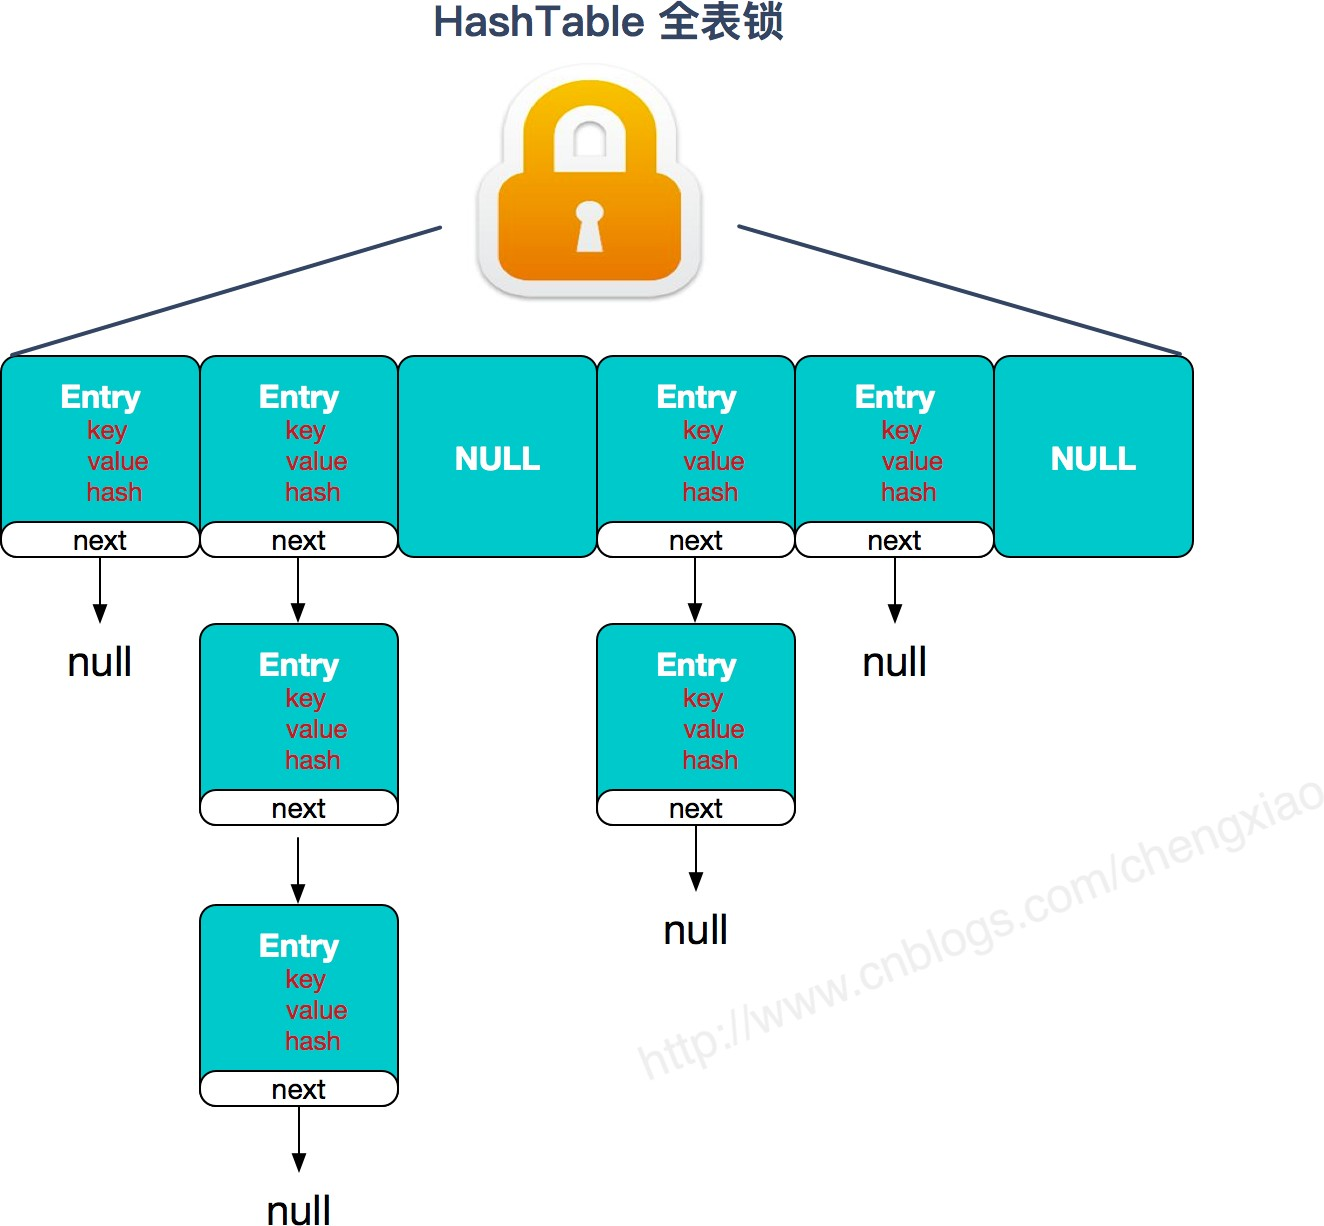 HashTable 全表锁
Entry
key
value
hash
next
Entry
key
value
hash
next
NULL
Entry
key
value
hash
next
Entry
key
value
hash
next
NULL
null
Entry
key
value
hash
next
Entry
key
value
hash
next
null
null
Entry
key
value
hash
next
null
http://www.cnblogs.com/chengxiao